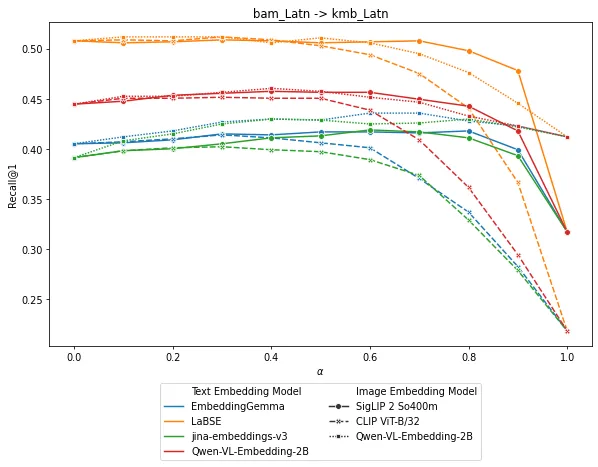 bam_Latn -> kmb_Latn
Recall@1
0.50
0.45
0.40
0.35
0.30
0.25
0.0 0.2 0.4 0.6 0.8 1.0
α
Text Embedding Model
EmbeddingGemma
LaBSE
jina-embeddings-v3
Qwen-VL-Embedding-2B
Image Embedding Model
SigLIP 2 So400m
CLIP ViT-B/32
Qwen-VL-Embedding-2B